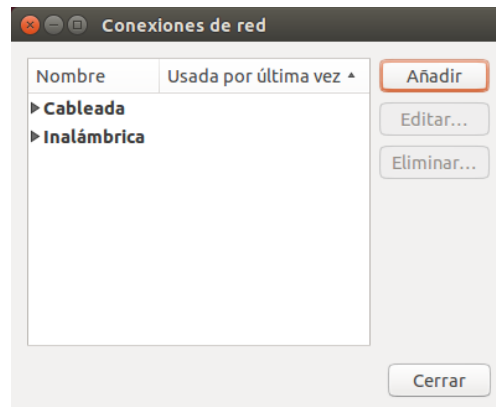 Conexiones de red
Nombre Usada por última vez Añadir
Cableada
Editar...
Inalámbrica
Eliminar...
Cerrar